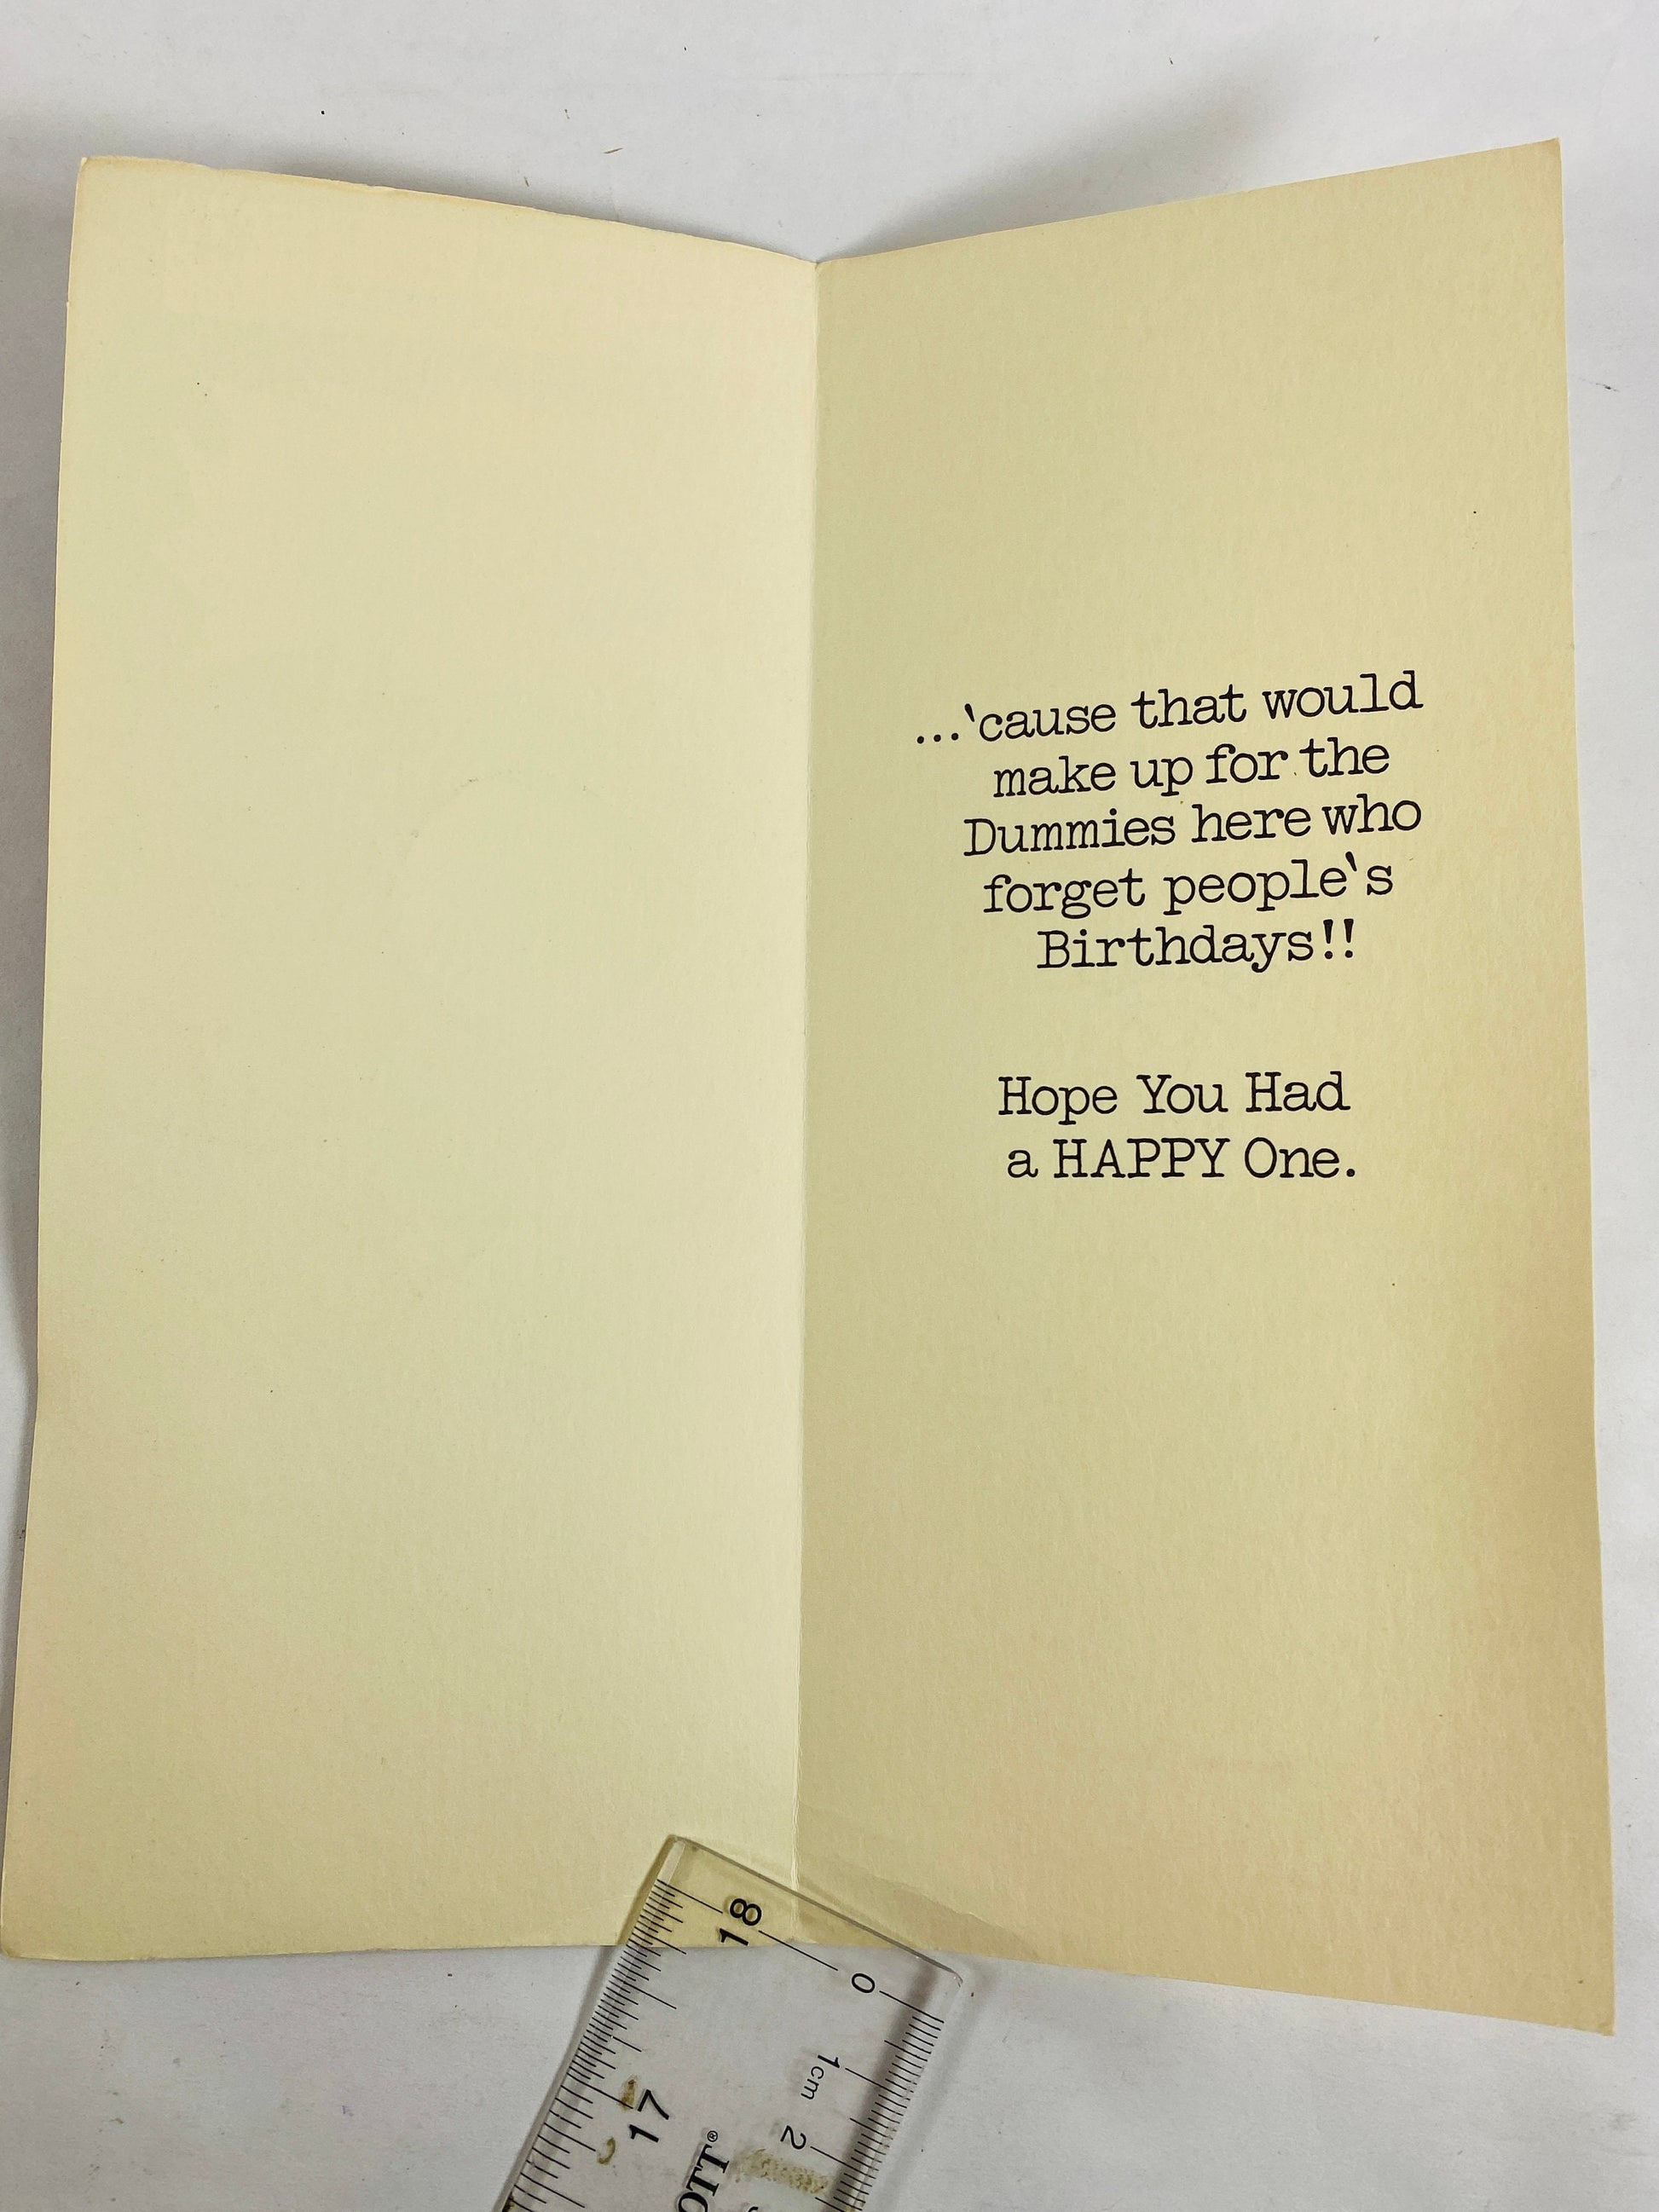 ...‛cause that would
make up for the
Dummies here who
forget people‛s
Birthdays!!
Hope You Had
a HAPPY One.
18
0
1cm
17
2
OTT®